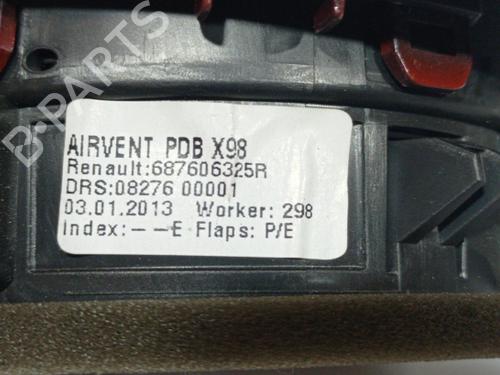 B-PARTS
AIRVENT PDB X98
Renault:687606325R
DRS:08276 00001
03.01.2013 Worker: 298
Index:--E Flaps: P/E